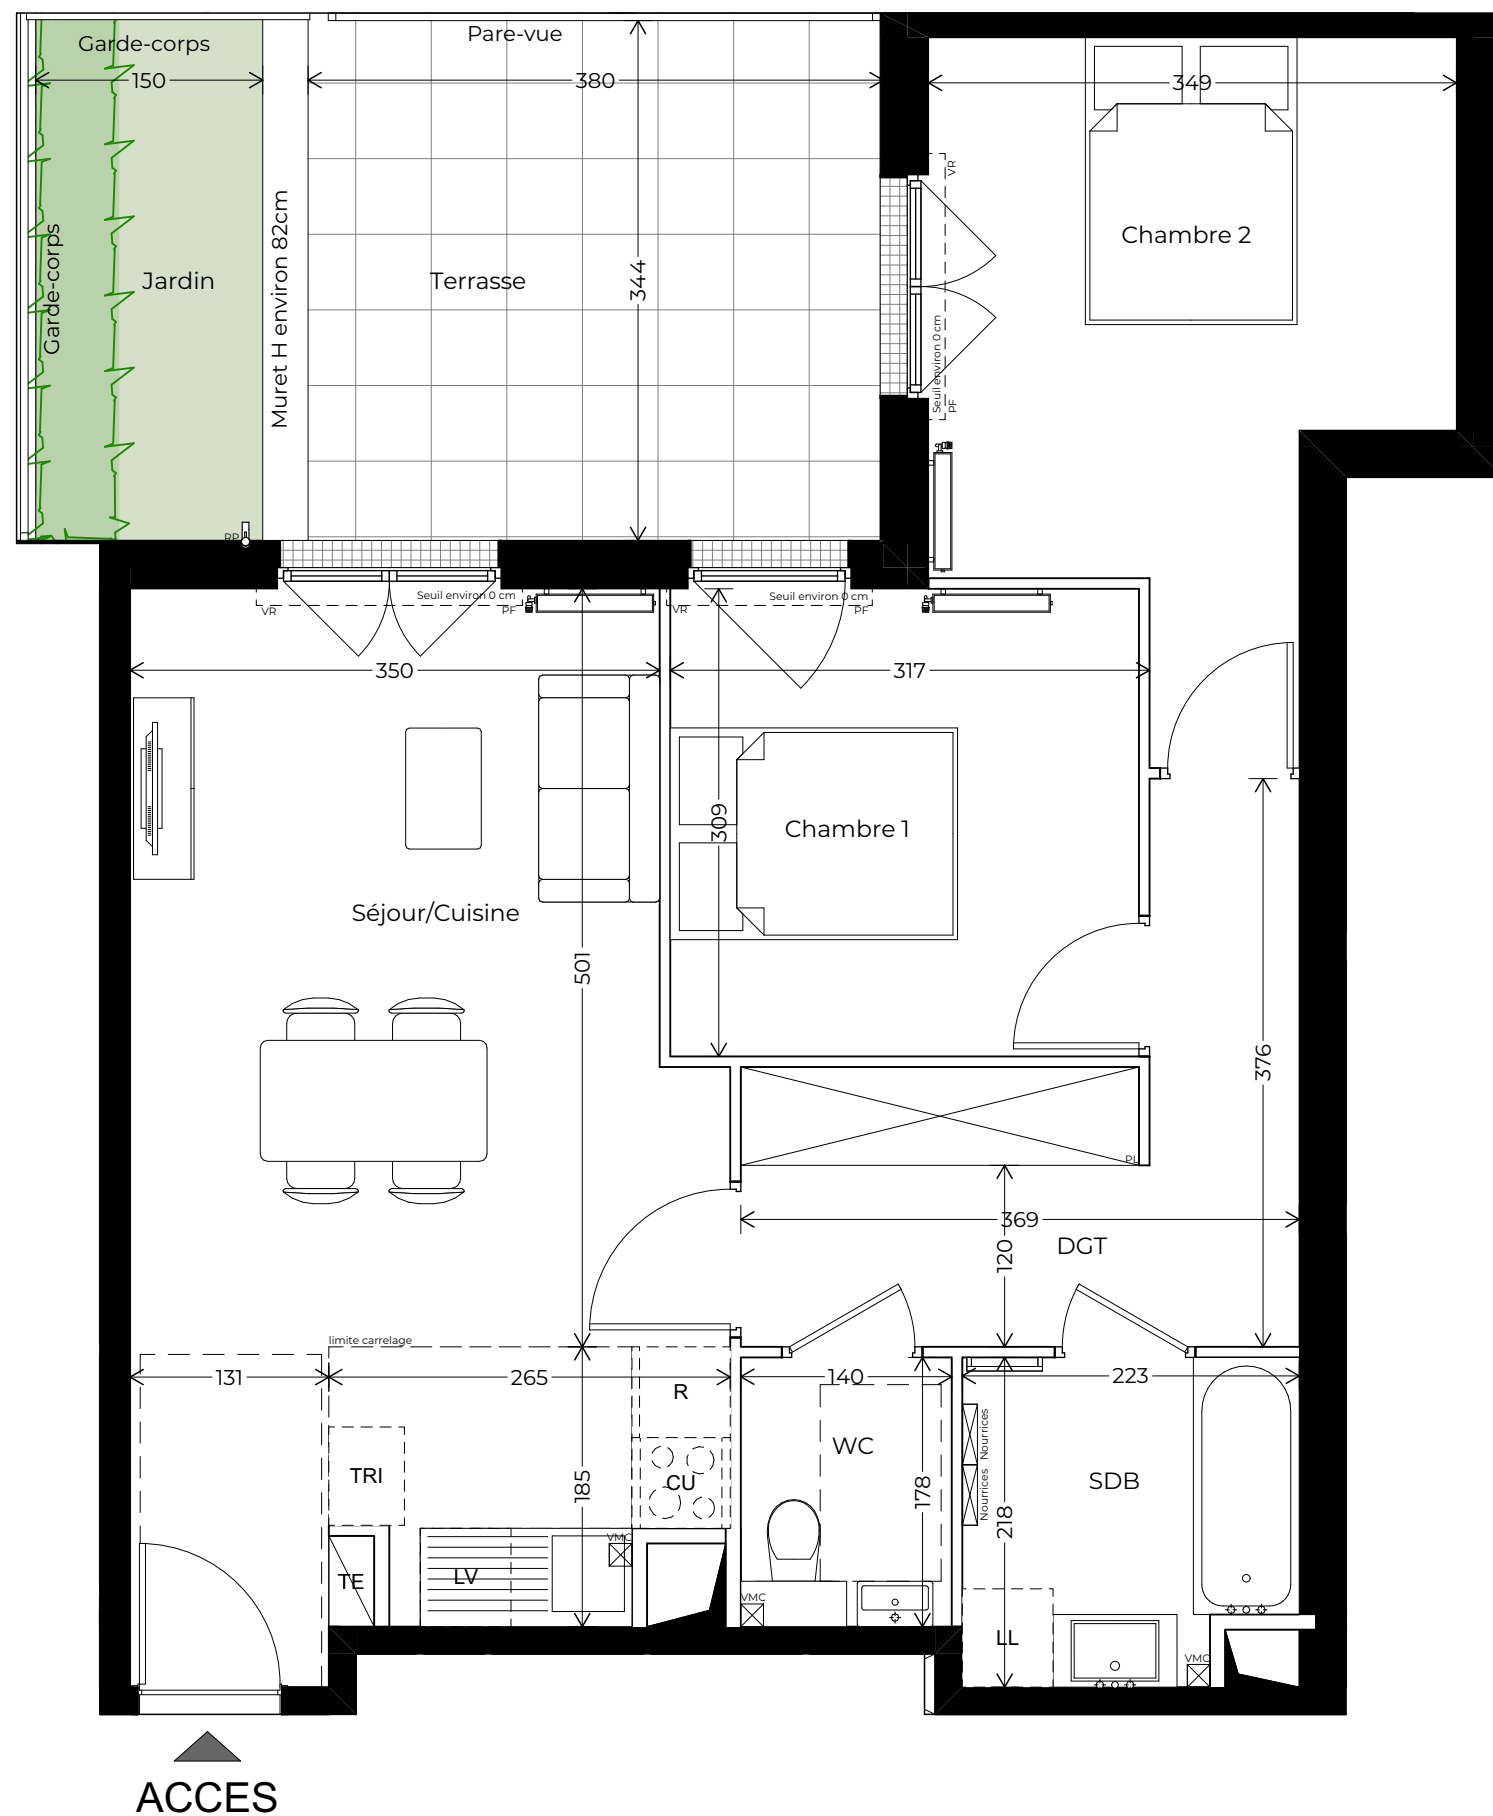 Garde-corps
Pare-vue
150
380
349
VR
Garde-corps
Jardin
Muret H environ 82cm
Terrasse
344
Chambre 2
Seuil environ 0 cm
PF
RP
VR
Seuil environ 0 cm
PF
VR
Seuil environ 0 cm
PF
350
317
309
Chambre 1
Séjour/Cuisine
501
376
PL
369
120
DGT
limite carrelage
131
265
R
140
223
TRI
CU
185
WC
178
Nourrices
Nourrices
SDB
218
VMC
TE
LV
VMC
LL
VMC
ACCES